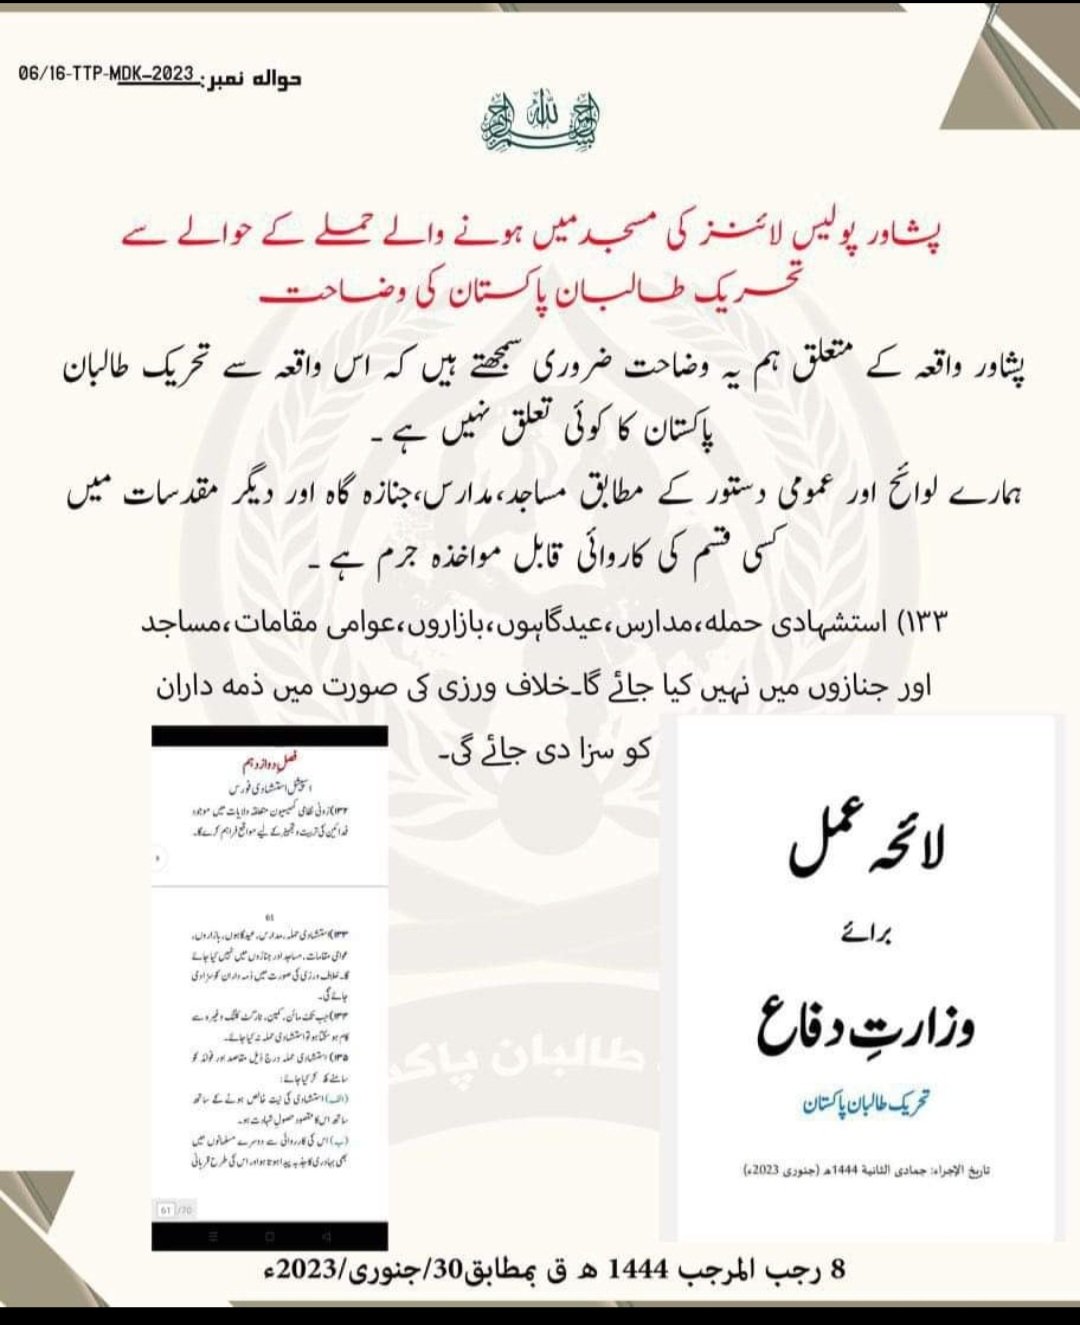 حوالہ نمبر: 06/16-TTP-MDK-2023
پشاور پولیس لائنز کی مسجد میں ہونے والے حملے کے حوالے سے
تحریک طالبان پاکستان کی وضاحت
پشاور واقعہ کے متعلق ہم یہ وضاحت ضروری سمجھتے ہیں کہ اس واقعہ سے تحریک طالبان
پاکستان کا کوئی تعلق نہیں ہے ۔
ہمارے لوائح اور عمومی دستور کے مطابق مساجد،مدارس،جنازہ گاہ اور دیگر مقدسات میں
کسی قسم کی کاروائی قابل مواخذہ جرم ہے ۔
۱۳۳) استشہادی حملہ،مدارس،عیدگاہوں،بازاروں،عوامی مقامات،مساجد
اور جنازوں میں نہیں کیا جائے گا۔خلاف ورزی کی صورت میں ذمہ داران
کو سزا دی جائے گی۔
فصل دوازدہم
اسپیشل استشہادی فورس
۱۳۲) زونی نظامی کمیسیون متعلقہ ولایات میں موجود
فدائین کی تربیت و تجہیز کے لیے مواقع فراہم کرے گا۔
61
۱۳۳) استشہادی حملہ، مدارس، عیدگاہوں، بازاروں،
عوامی مقامات، مساجد اور جنازوں میں نہیں کیا جائے
گا۔ خلاف ورزی کی صورت میں ذمہ داران کو سزا دی
جائے گی۔
۱۳۴) جب تک مائن، کمین، ٹارگٹ کلنگ وغیرہ سے
کام ہو سکتا ہو تو استشہادی حملہ نہ کیا جائے۔
۱۳۵) استشہادی حملہ درج ذیل مقاصد اور فوائد کو
سامنے رکھ کر کیا جائے:
(الف) استشہادی کی نیت خالص ہونے کے ساتھ
ساتھ اس کا مقصود حصول شہادت ہو۔
(ب) اس کی کارروائی سے دوسرے مسلمانوں میں
بھی بہادری کا جذبہ پیدا ہوتا ہو اور اس کی طرح قربانی
61 /70
لائحہ عمل
برائے
وزارتِ دفاع
تحریک طالبان پاکستان
تاریخ الإجراء: جمادی الثانیة 1444ھ (جنوری 2023ء)
طالبان پاکس
8 رجب المرجب 1444 ھ ق بمطابق30/جنوری/2023ء